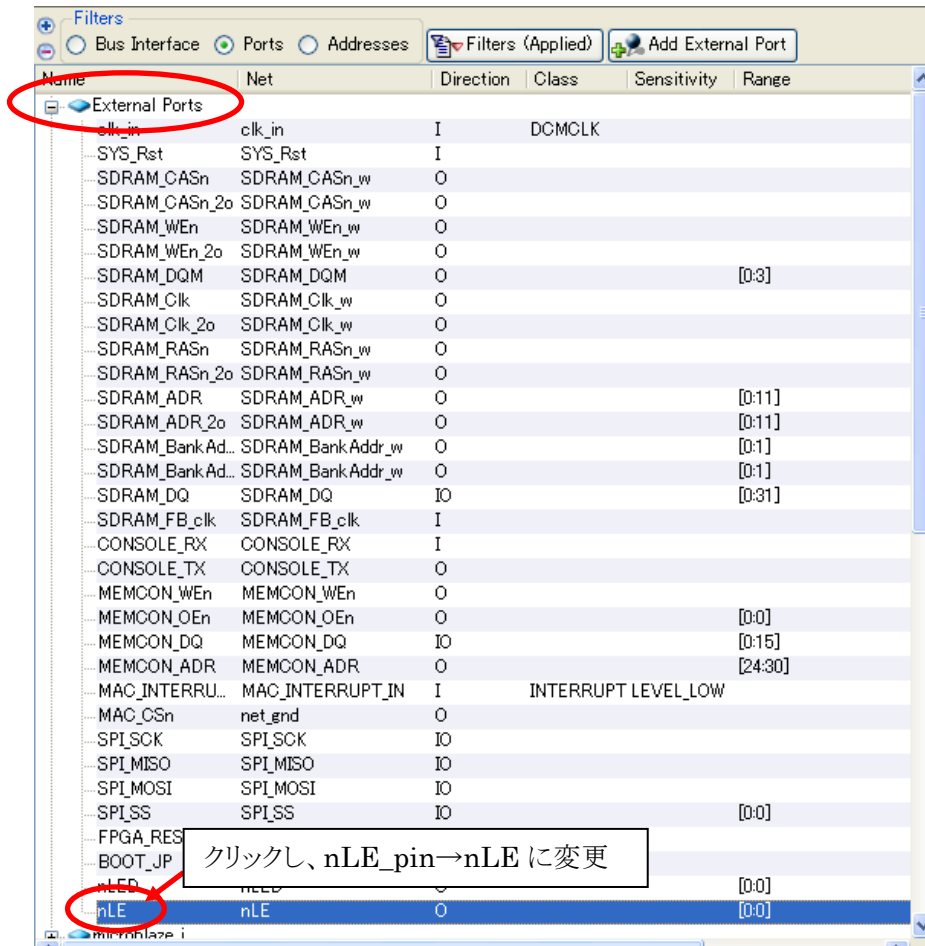 Filters
Bus Interface Ports Addresses Filters (Applied) Add External Port
Name Net Direction Class Sensitivity Range
External Ports
clk_in clk_in I DCMCLK
SYS_Rst SYS_Rst I
SDRAM_CASn SDRAM_CASn_w O
SDRAM_CASn_2o SDRAM_CASn_w O
SDRAM_WEn SDRAM_WEn_w O
SDRAM_WEn_2o SDRAM_WEn_w O
SDRAM_DQM SDRAM_DQM O [0:3]
SDRAM_Clk SDRAM_Clk_w O
SDRAM_Clk_2o SDRAM_Clk_w O
SDRAM_RASn SDRAM_RASn_w O
SDRAM_RASn_2o SDRAM_RASn_w O
SDRAM_ADR SDRAM_ADR_w O [0:11]
SDRAM_ADR_2o SDRAM_ADR_w O [0:11]
SDRAM_BankAd... SDRAM_BankAddr_w O [0:1]
SDRAM_BankAd... SDRAM_BankAddr_w O [0:1]
SDRAM_DQ SDRAM_DQ IO [0:31]
SDRAM_FB_clk SDRAM_FB_clk I
CONSOLE_RX CONSOLE_RX I
CONSOLE_TX CONSOLE_TX O
MEMCON_WEn MEMCON_WEn O
MEMCON_OEn MEMCON_OEn O [0:0]
MEMCON_DQ MEMCON_DQ IO [0:15]
MEMCON_ADR MEMCON_ADR O [24:30]
MAC_INTERRU... MAC_INTERRUPT_IN I INTERRUPT LEVEL_LOW
MAC_CSn net_gnd O
SPI_SCK SPI_SCK IO
SPI_MISO SPI_MISO IO
SPI_MOSI SPI_MOSI IO
SPI_SS SPI_SS IO [0:0]
FPGA_RES
BOOT_JP
クリックし、nLE_pin→nLE に変更
nLED nLED O [0:0]
nLE nLE O [0:0]
microblaze_i